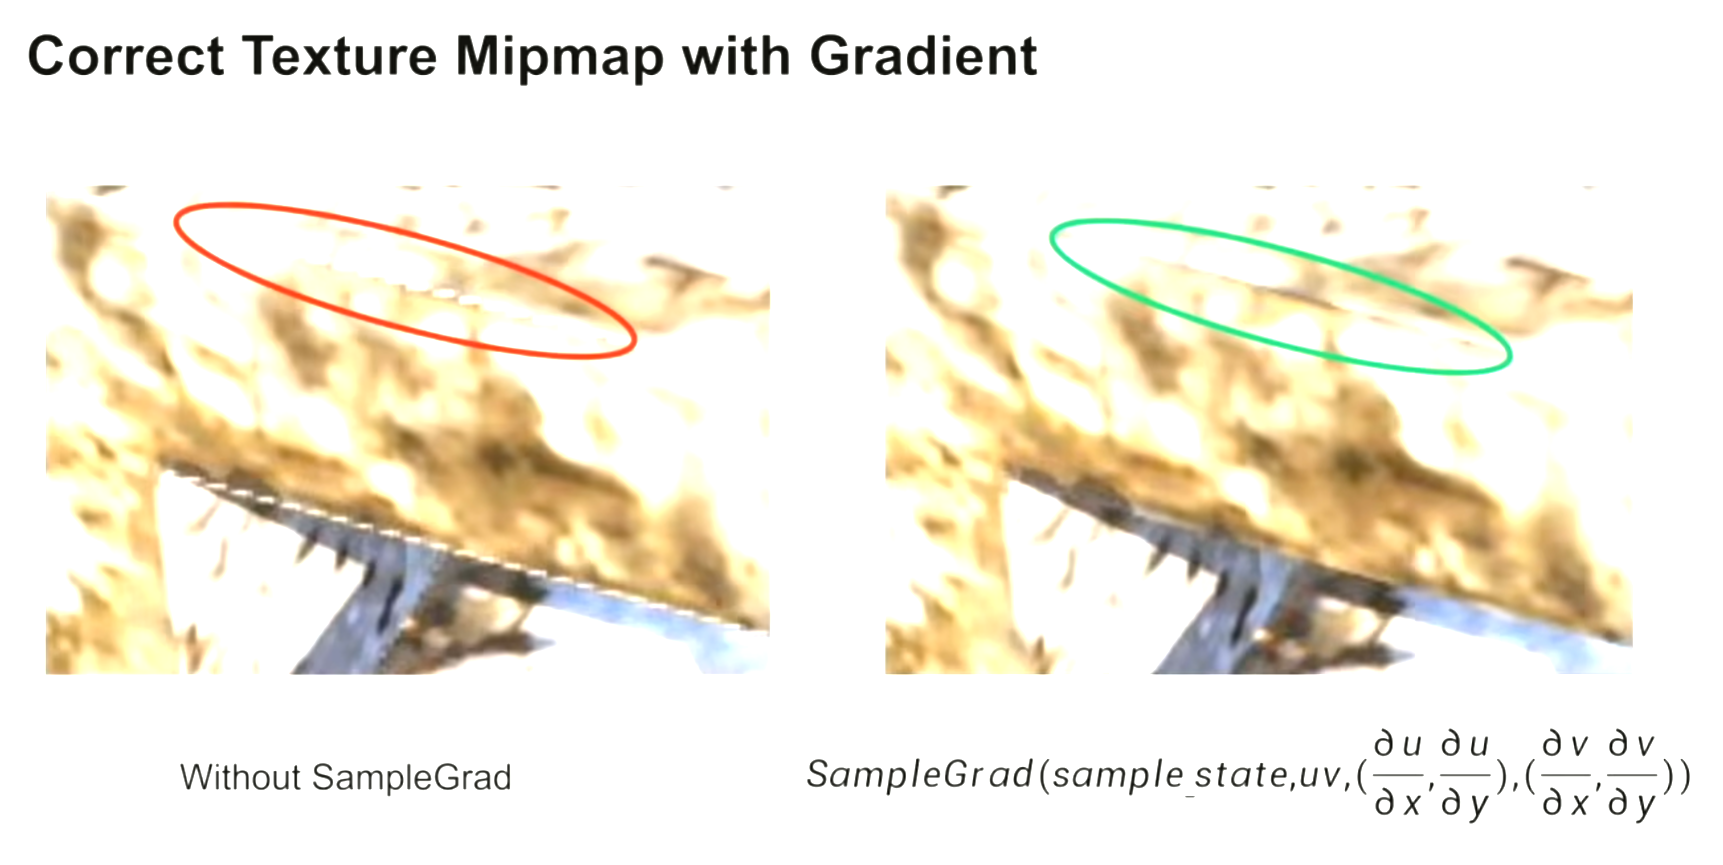 Correct Texture Mipmap with Gradient
Without SampleGrad
SampleGrad(sample_state,uv,(∂u/∂x,∂u/∂y),(∂v/∂x,∂v/∂y))